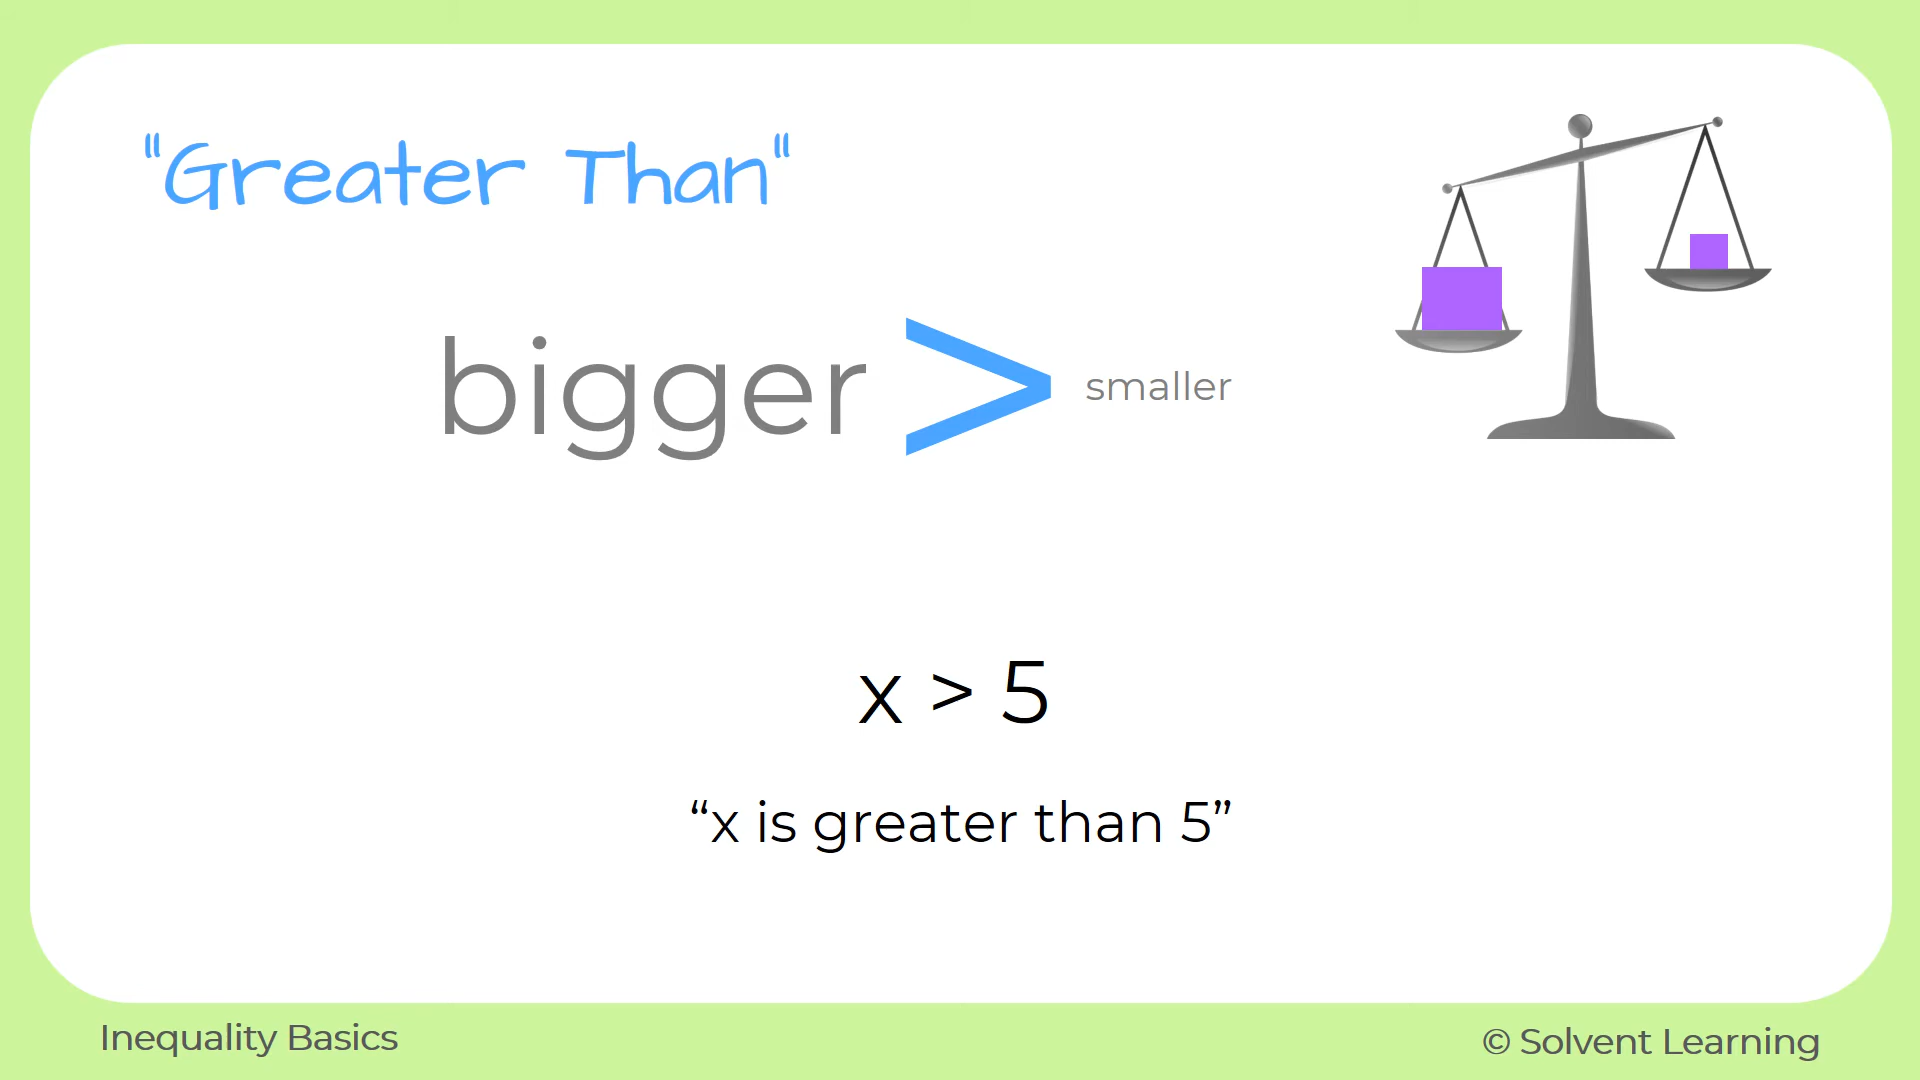 "Greater Than"
bigger > smaller
x > 5
“x is greater than 5”
Inequality Basics
© Solvent Learning